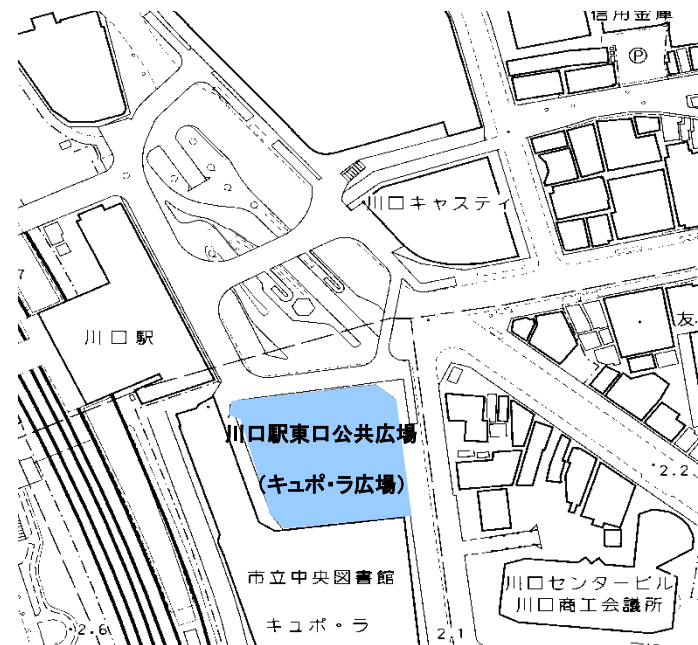 信用金庫
Ⓟ
川口キャスティ
7
川口駅
友
川口駅東口公共広場
(キュポ・ラ広場)
2.2
市立中央図書館
川口センタービル
川口商工会議所
キュポ・ラ
2.6
2.1